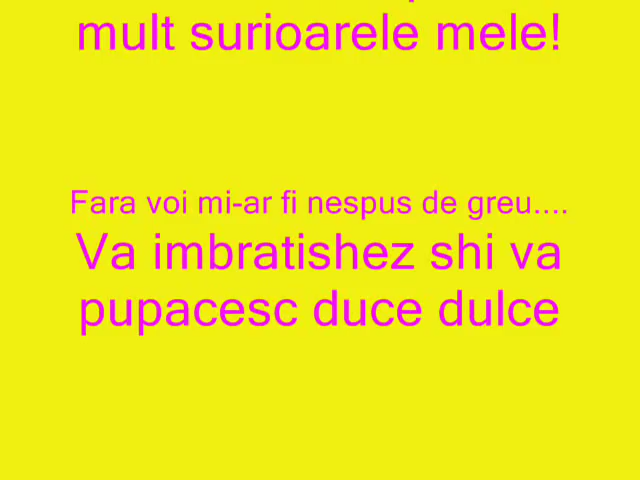 mult surioarele mele!
Fara voi mi-ar fi nespus de greu....
Va imbratishez shi va
pupacesc duce dulce